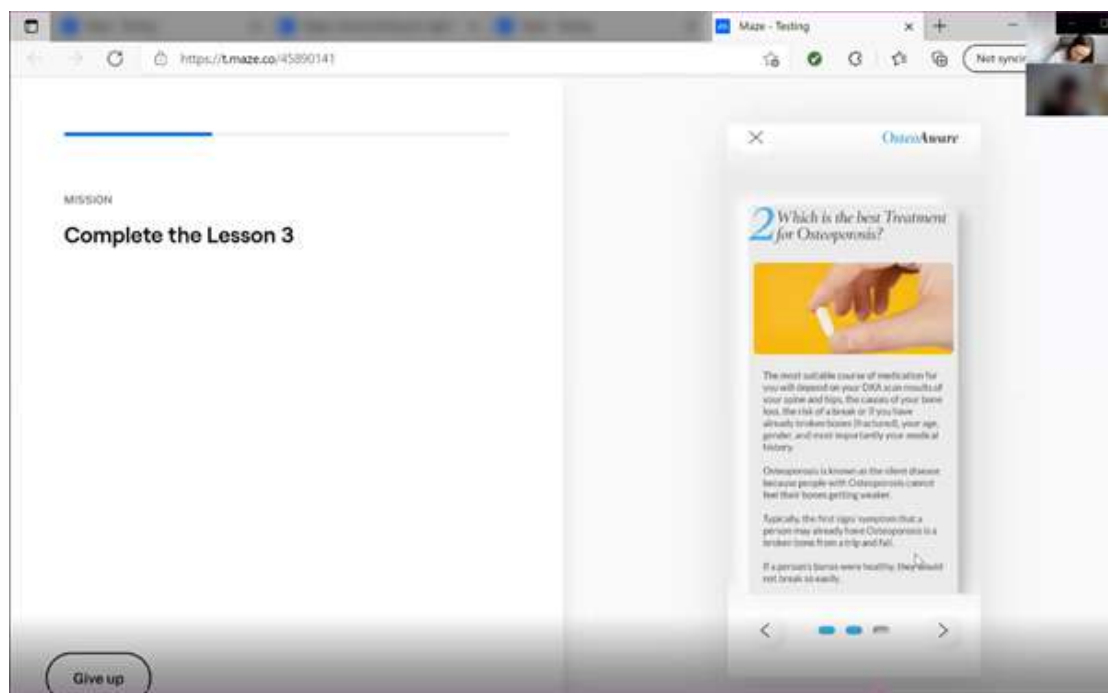 Maze - Testing
https://t.maze.co/45890141
Not syncin
MISSION
Complete the Lesson 3
OsteoAware
2 Which is the best Treatment
for Osteoporosis?
The most suitable course of medication for
you will depend on your DXA scan results of
your spine and hips, the causes of your bone
loss, the risk of a break or if you have
already broken bones (fractured), your age,
gender, and most importantly your medical
history.
Osteoporosis is known as the silent disease
because people with Osteoporosis cannot
feel their bones getting weaker.
Typically, the first sign/ symptom that a
person may already have Osteoporosis is a
broken bone from a trip and fall.
If a person's bones were healthy, they would
not break so easily.
Give up